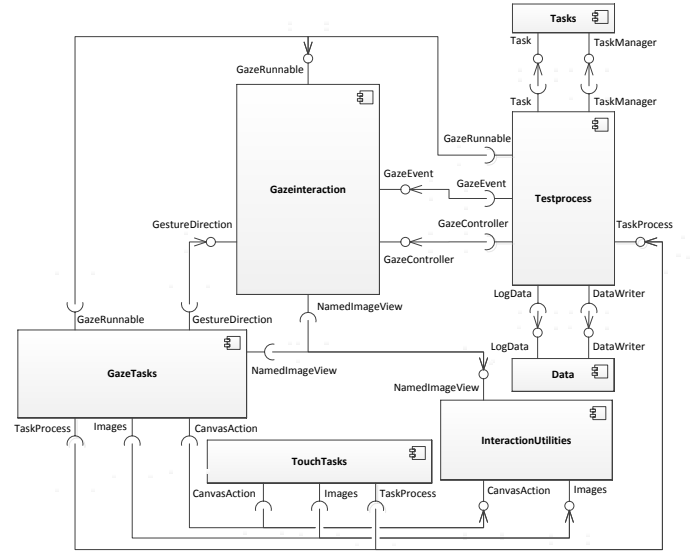 Tasks
Task
TaskManager
GazeRunnable
Task
TaskManager
GazeRunnable
GazeEvent
GazeEvent
Gazeinteraction
Testprocess
GestureDirection
GazeController
TaskProcess
GazeController
LogData
DataWriter
NamedImageView
GazeRunnable
GestureDirection
LogData
DataWriter
GazeTasks
NamedImageView
Data
NamedImageView
TaskProcess
Images
CanvasAction
InteractionUtilities
TouchTasks
CanvasAction
Images
TaskProcess
CanvasAction
Images